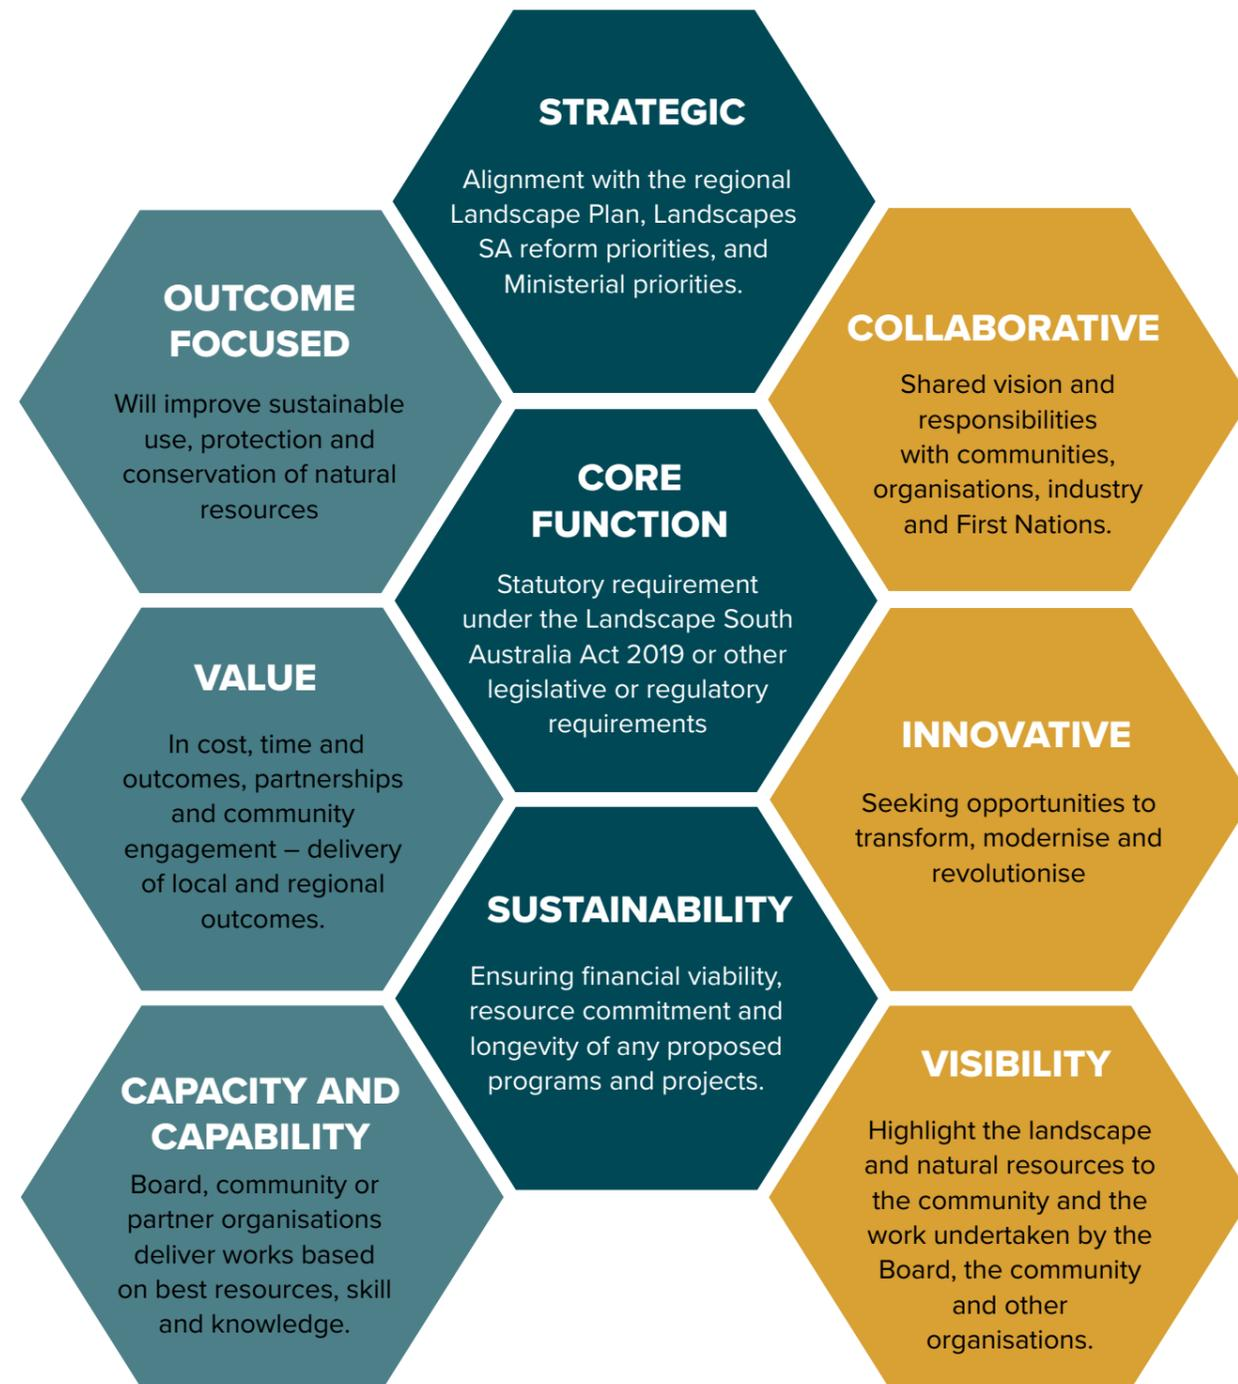 STRATEGIC
Alignment with the regional
Landscape Plan, Landscapes
SA reform priorities, and
Ministerial priorities.
OUTCOME
FOCUSED
Will improve sustainable
use, protection and
conservation of natural
resources
COLLABORATIVE
Shared vision and
responsibilities
with communities,
organisations, industry
and First Nations.
CORE
FUNCTION
Statutory requirement
under the Landscape South
Australia Act 2019 or other
legislative or regulatory
requirements
VALUE
In cost, time and
outcomes, partnerships
and community
engagement – delivery
of local and regional
outcomes.
INNOVATIVE
Seeking opportunities to
transform, modernise and
revolutionise
SUSTAINABILITY
Ensuring financial viability,
resource commitment and
longevity of any proposed
programs and projects.
CAPACITY AND
CAPABILITY
Board, community or
partner organisations
deliver works based
on best resources, skill
and knowledge.
VISIBILITY
Highlight the landscape
and natural resources to
the community and the
work undertaken by the
Board, the community
and other
organisations.